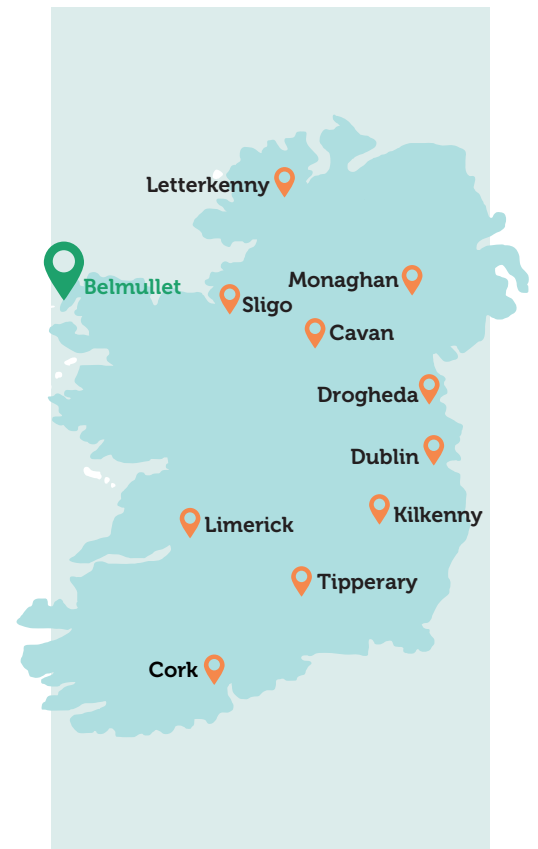 Letterkenny
Monaghan
Belmullet
Sligo
Cavan
Drogheda
Dublin
Kilkenny
Limerick
Tipperary
Cork